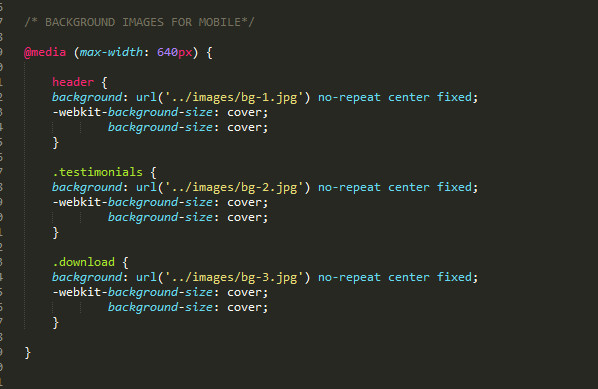 /* BACKGROUND IMAGES FOR MOBILE*/
@media (max-width: 640px) {
header {
background: url('../images/bg-1.jpg') no-repeat center fixed;
-webkit-background-size: cover;
background-size: cover;
}
.testimonials {
background: url('../images/bg-2.jpg') no-repeat center fixed;
-webkit-background-size: cover;
background-size: cover;
}
.download {
background: url('../images/bg-3.jpg') no-repeat center fixed;
-webkit-background-size: cover;
background-size: cover;
}
}